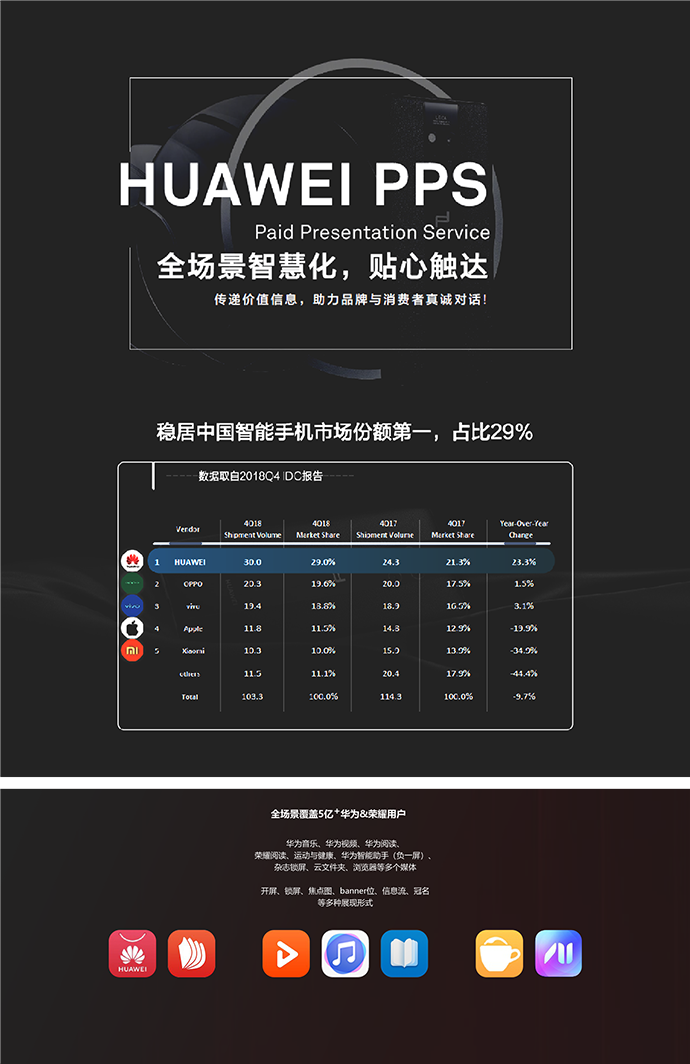 HUAWEI PPS
Paid Presentation Service
全场景智慧化，贴心触达
传递价值信息，助力品牌与消费者真诚对话!
稳居中国智能手机市场份额第一，占比29%
数据取自2018Q4 IDC报告
Vendor 4Q18 Shipment Volume 4Q18 Market Share 4Q17 Shipment Volume 4Q17 Market Share Year-Over-Year Change
1 HUAWEI 30.0 29.0% 24.3 21.3% 23.3%
2 OPPO 20.3 19.6% 20.0 17.5% 1.5%
vivo
3 vivo 19.4 18.8% 18.9 16.5% 3.1%
4 Apple 11.8 11.5% 14.8 12.9% -19.9%
mi
5 Xiaomi 10.3 10.0% 15.9 13.9% -34.9%
others 11.5 11.1% 20.4 17.9% -44.4%
Total 103.3 100.0% 114.3 100.0% -9.7%
全场景覆盖5亿+华为&荣耀用户
华为音乐、华为视频、华为阅读、
荣耀阅读、运动与健康、华为智能助手（负一屏）、
杂志锁屏、云文件夹、浏览器等多个媒体
开屏、锁屏、焦点图、banner位、信息流、冠名
等多种展现形式
HUAWEI